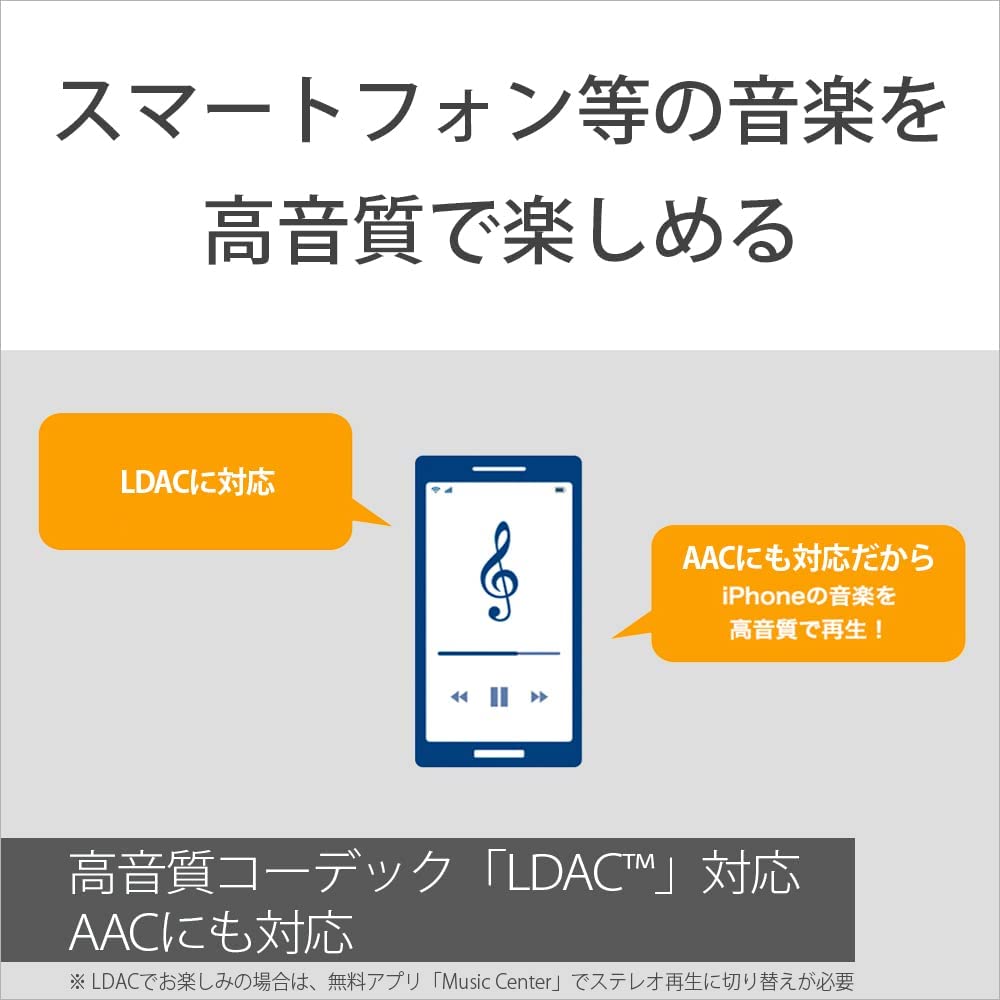 スマートフォン等の音楽を
高音質で楽しめる
LDACに対応
AACにも対応だから
iPhoneの音楽を
高音質で再生！
高音質コーデック「LDAC™」対応
AACにも対応
※ LDACでお楽しみの場合は、無料アプリ「Music Center」でステレオ再生に切り替えが必要